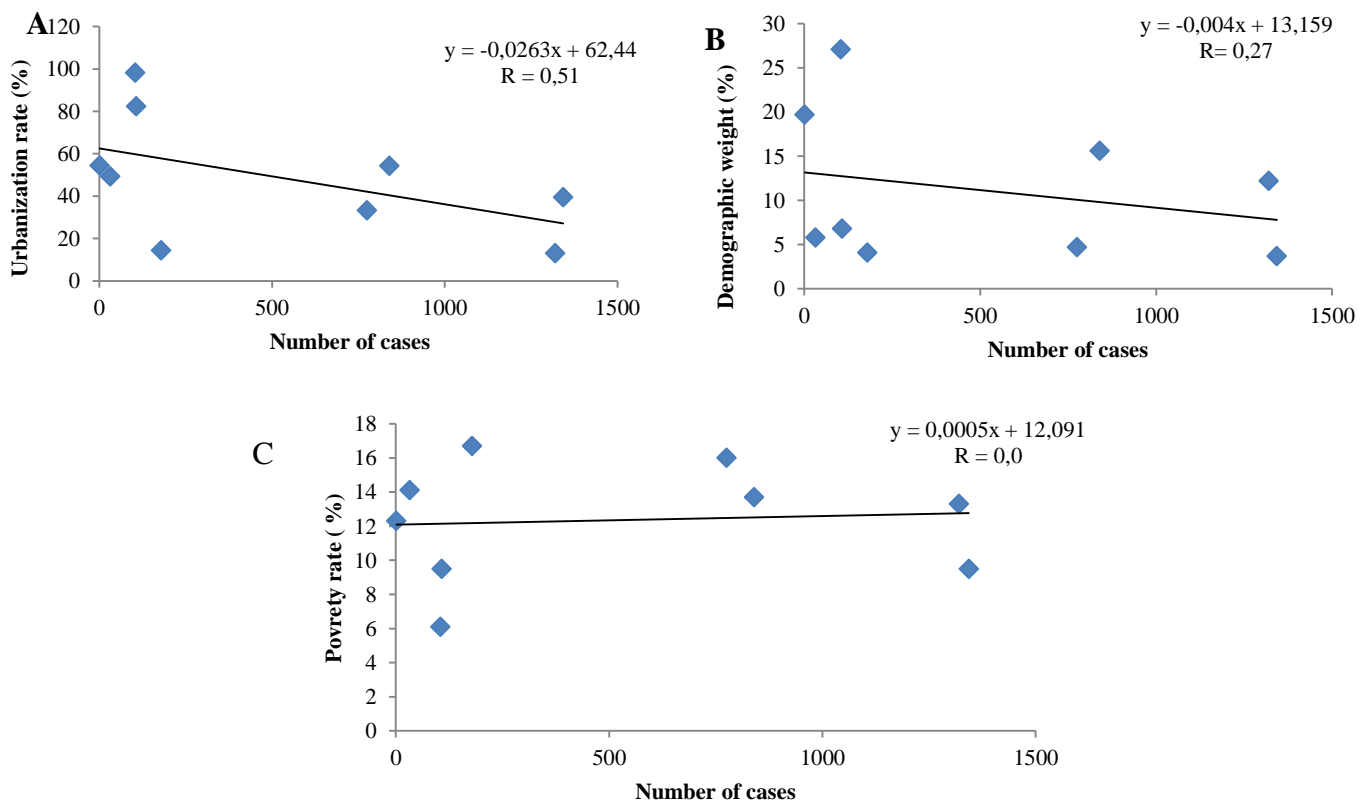 A
120
100
80
60
40
20
0
Urbanization rate (%)
y = -0,0263x + 62,44
R = 0,51
0 500 1000 1500
Number of cases
B
30
25
20
15
10
5
0
Demographic weight (%)
y = -0,004x + 13,159
R= 0,27
0 500 1000 1500
Number of cases
C
18
16
14
12
10
8
6
4
2
0
Povrety rate ( %)
y = 0,0005x + 12,091
R = 0,0
0 500 1000 1500
Number of cases